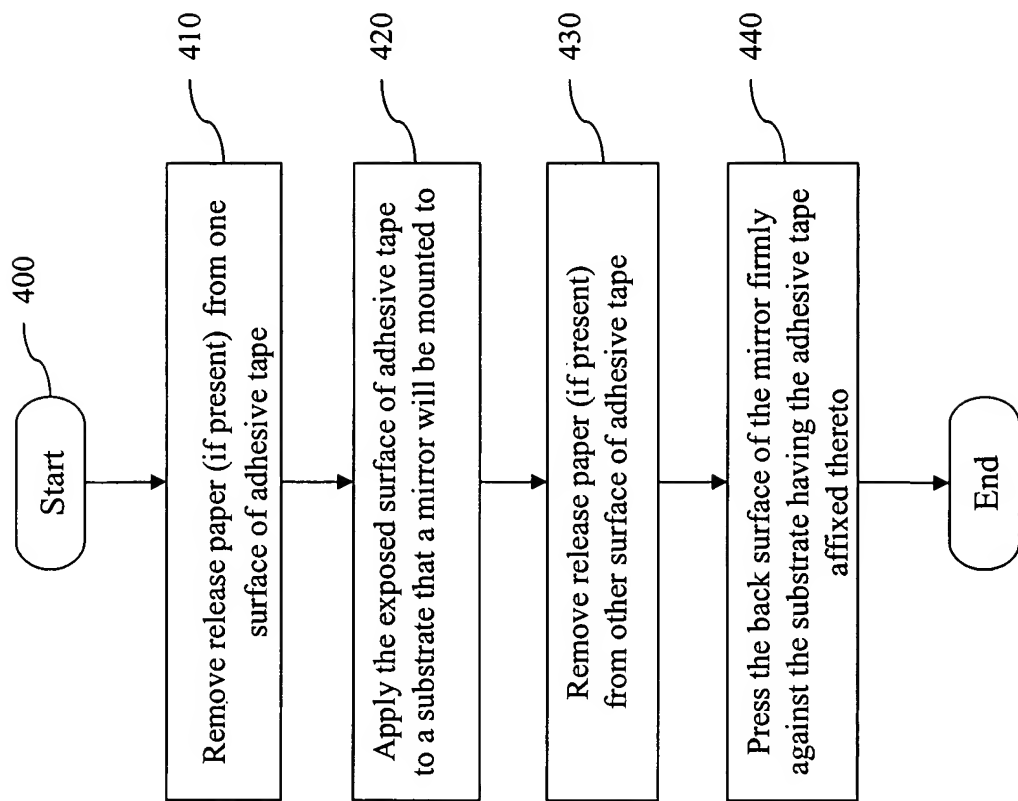 400
Start
410
Remove release paper (if present) from one
surface of adhesive tape
420
Apply the exposed surface of adhesive tape
to a substrate that a mirror will be mounted to
430
Remove release paper (if present)
from other surface of adhesive tape
440
Press the back surface of the mirror firmly
against the substrate having the adhesive tape
affixed thereto
End